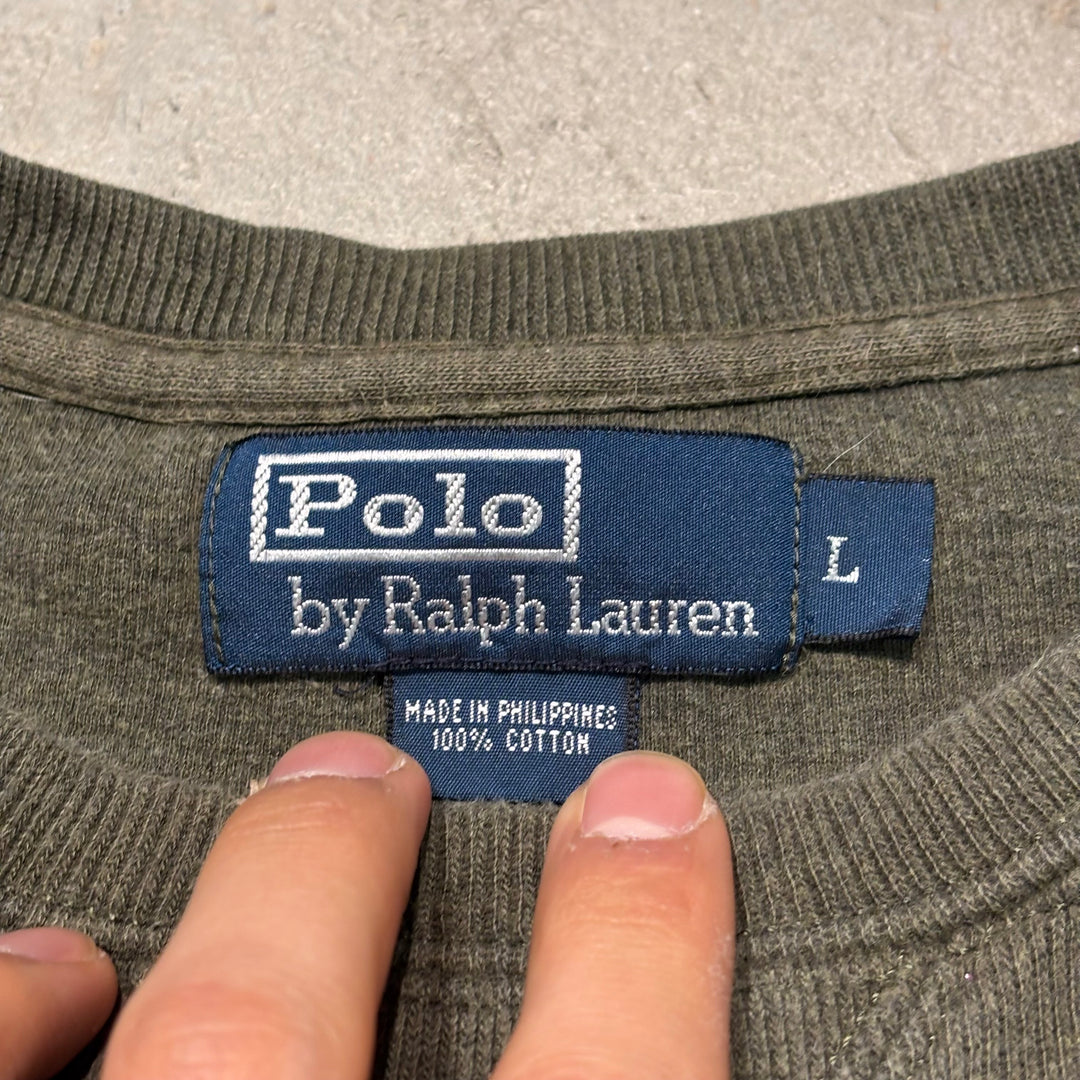 Polo
by Ralph Lauren
L
MADE IN PHILIPPINES
100% COTTON